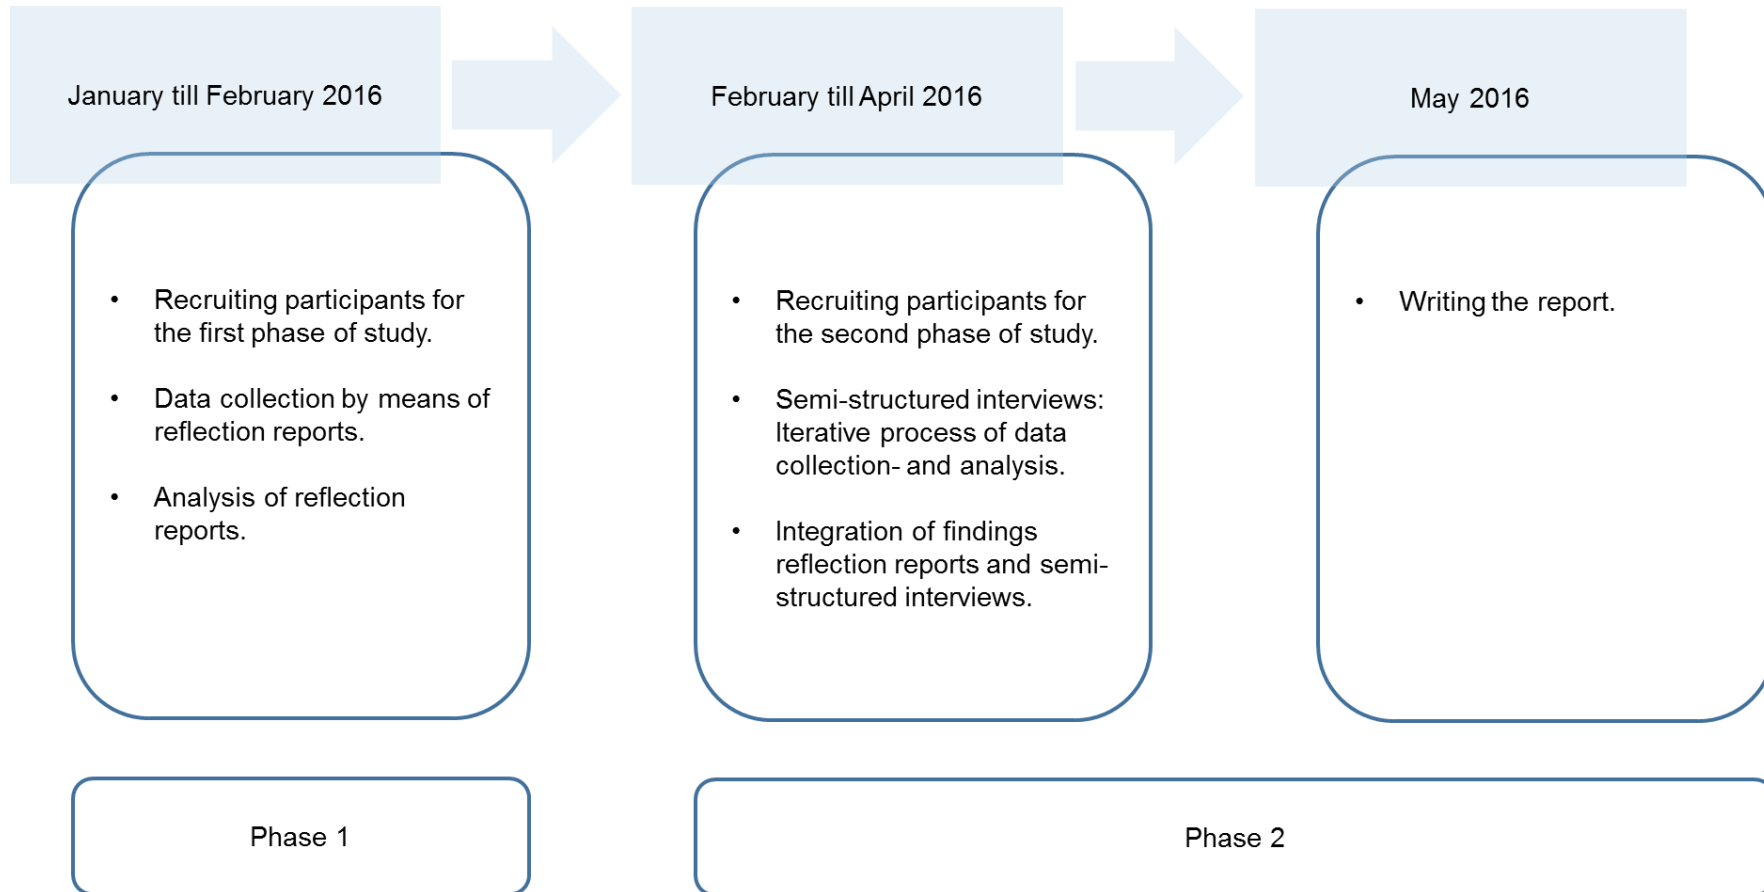 January till February 2016
February till April 2016
May 2016
• Recruiting participants for
the first phase of study.
• Data collection by means of
reflection reports.
• Analysis of reflection
reports.
• Recruiting participants for
the second phase of study.
• Semi-structured interviews:
Iterative process of data
collection- and analysis.
• Integration of findings
reflection reports and semi-
structured interviews.
• Writing the report.
Phase 1
Phase 2